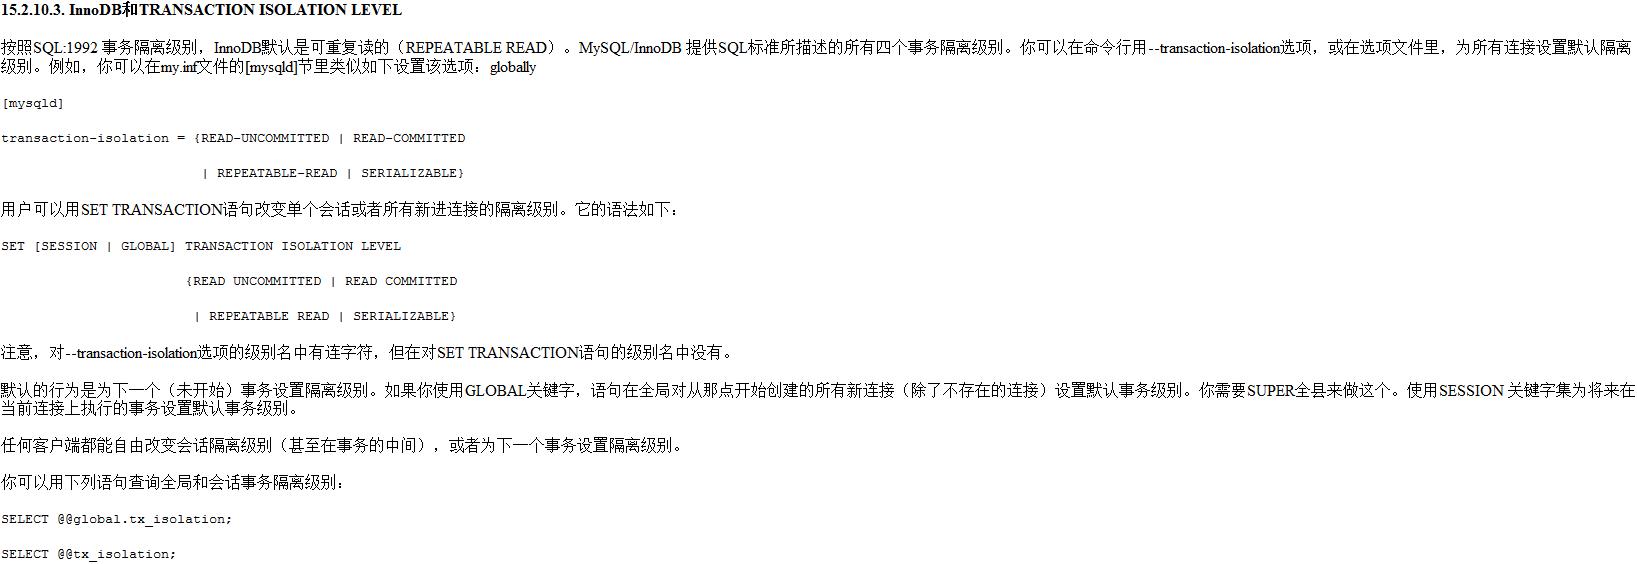 15.2.10.3. InnoDB和TRANSACTION ISOLATION LEVEL
按照SQL:1992 事务隔离级别，InnoDB默认是可重复读的（REPEATABLE READ）。MySQL/InnoDB 提供SQL标准所描述的所有四个事务隔离级别。你可以在命令行用--transaction-isolation选项，或在选项文件里，为所有连接设置默认隔离
级别。例如，你可以在my.inf文件的[mysqld]节里类似如下设置该选项：globally
[mysqld]
transaction-isolation = {READ-UNCOMMITTED | READ-COMMITTED
| REPEATABLE-READ | SERIALIZABLE}
用户可以用SET TRANSACTION语句改变单个会话或者所有新进连接的隔离级别。它的语法如下：
SET [SESSION | GLOBAL] TRANSACTION ISOLATION LEVEL
{READ UNCOMMITTED | READ COMMITTED
| REPEATABLE READ | SERIALIZABLE}
注意，对--transaction-isolation选项的级别名中有连字符，但在对SET TRANSACTION语句的级别名中没有。
默认的行为是为下一个（未开始）事务设置隔离级别。如果你使用GLOBAL关键字，语句在全局对从那点开始创建的所有新连接（除了不存在的连接）设置默认事务级别。你需要SUPER全县来做这个。使用SESSION 关键字集为将来在
当前连接上执行的事务设置默认事务级别。
任何客户端都能自由改变会话隔离级别（甚至在事务的中间），或者为下一个事务设置隔离级别。
你可以用下列语句查询全局和会话事务隔离级别：
SELECT @@global.tx_isolation;
SELECT @@tx_isolation;